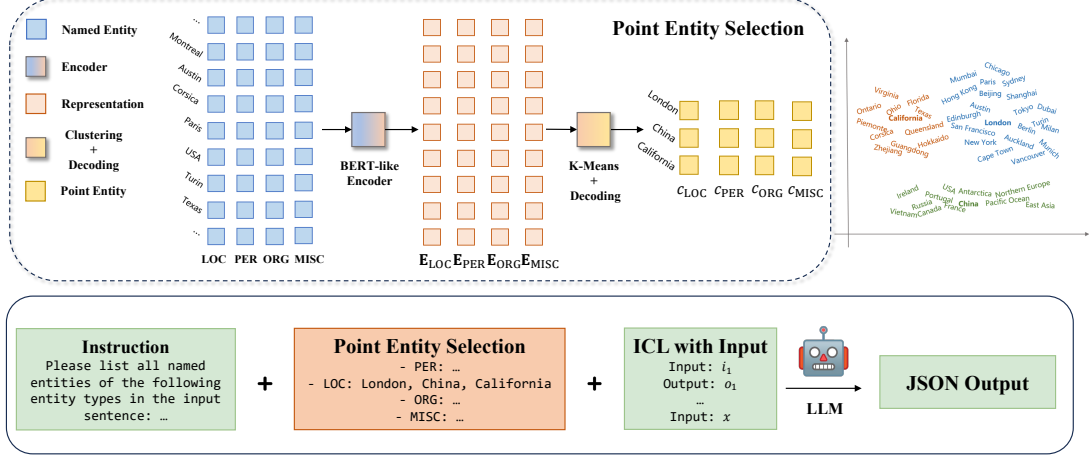 Named Entity
Encoder
Representation
Clustering
+
Decoding
Point Entity
...
Montreal
Austin
Corsica
Paris
USA
Turin
Texas
...
LOC PER ORG MISC
BERT-like
Encoder
E_LOC E_PER E_ORG E_MISC
K-Means
+
Decoding
Point Entity Selection
London
China
California
c_LOC c_PER c_ORG c_MISC
Chicago
Mumbai
Paris Sydney
Hong Kong
Beijing Shanghai
Austin
Tokyo Dubai
Edinburgh
London
Turin
San Francisco
Berlin Milan
New York
Auckland
Munich
Cape Town
Vancouver
Virginia
Ontario
Ohio Florida
Texas
California
Piemonte
Corsica
Queensland
Hokkaido
Guangdong
Zhejiang
Ireland
USA Antarctica Northern Europe
Portugal
Russia
China
Pacific Ocean
Vietnam
Canada
France
East Asia
Instruction
Please list all named
entities of the following
entity types in the input
sentence: …
+
Point Entity Selection
- PER: …
- LOC: London, China, California
- ORG: …
- MISC: …
+
ICL with Input
Input: i₁
Output: o₁
…
Input: x
LLM
JSON Output